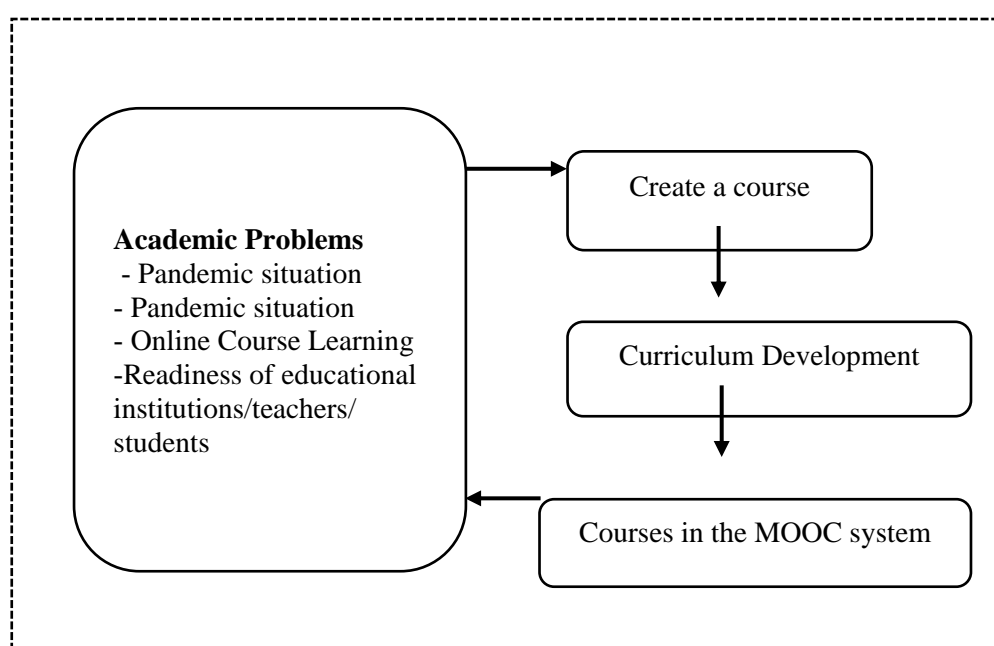 Academic Problems
- Pandemic situation
- Pandemic situation
- Online Course Learning
-Readiness of educational
institutions/teachers/
students
Create a course
Curriculum Development
Courses in the MOOC system